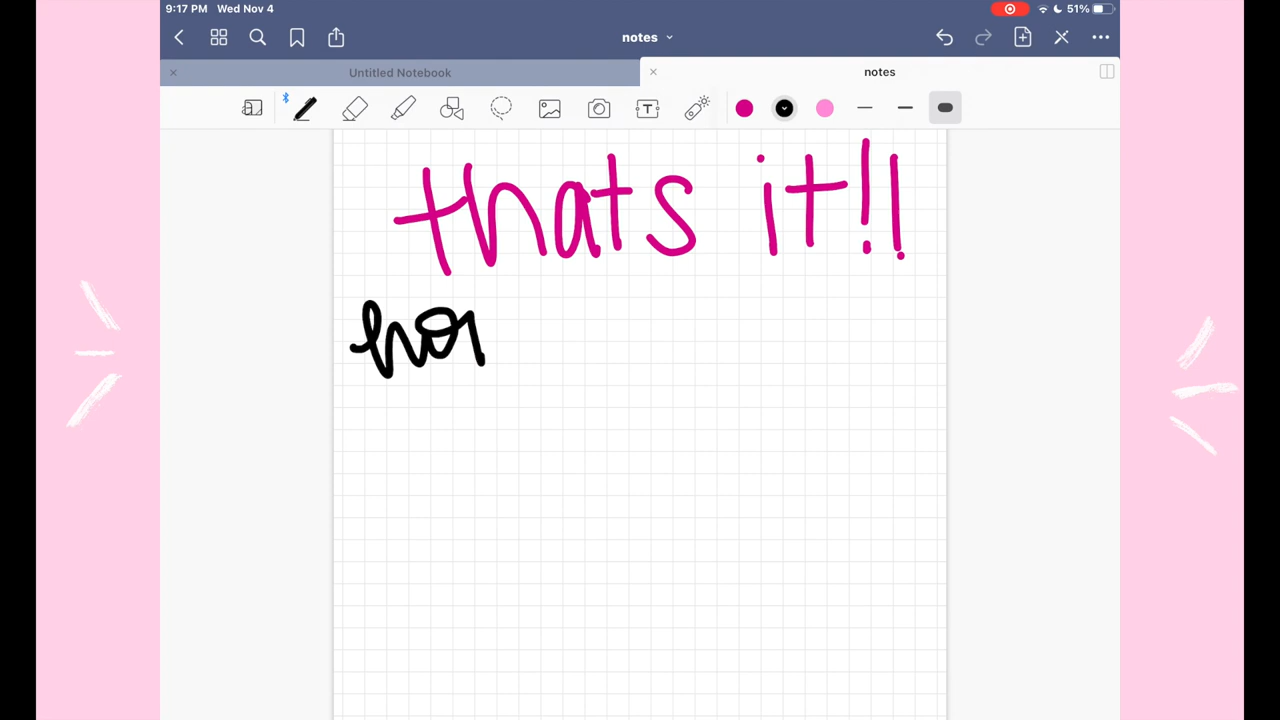 9:17 PM Wed Nov 4
51%
notes
Untitled Notebook
notes
T
thats it!!